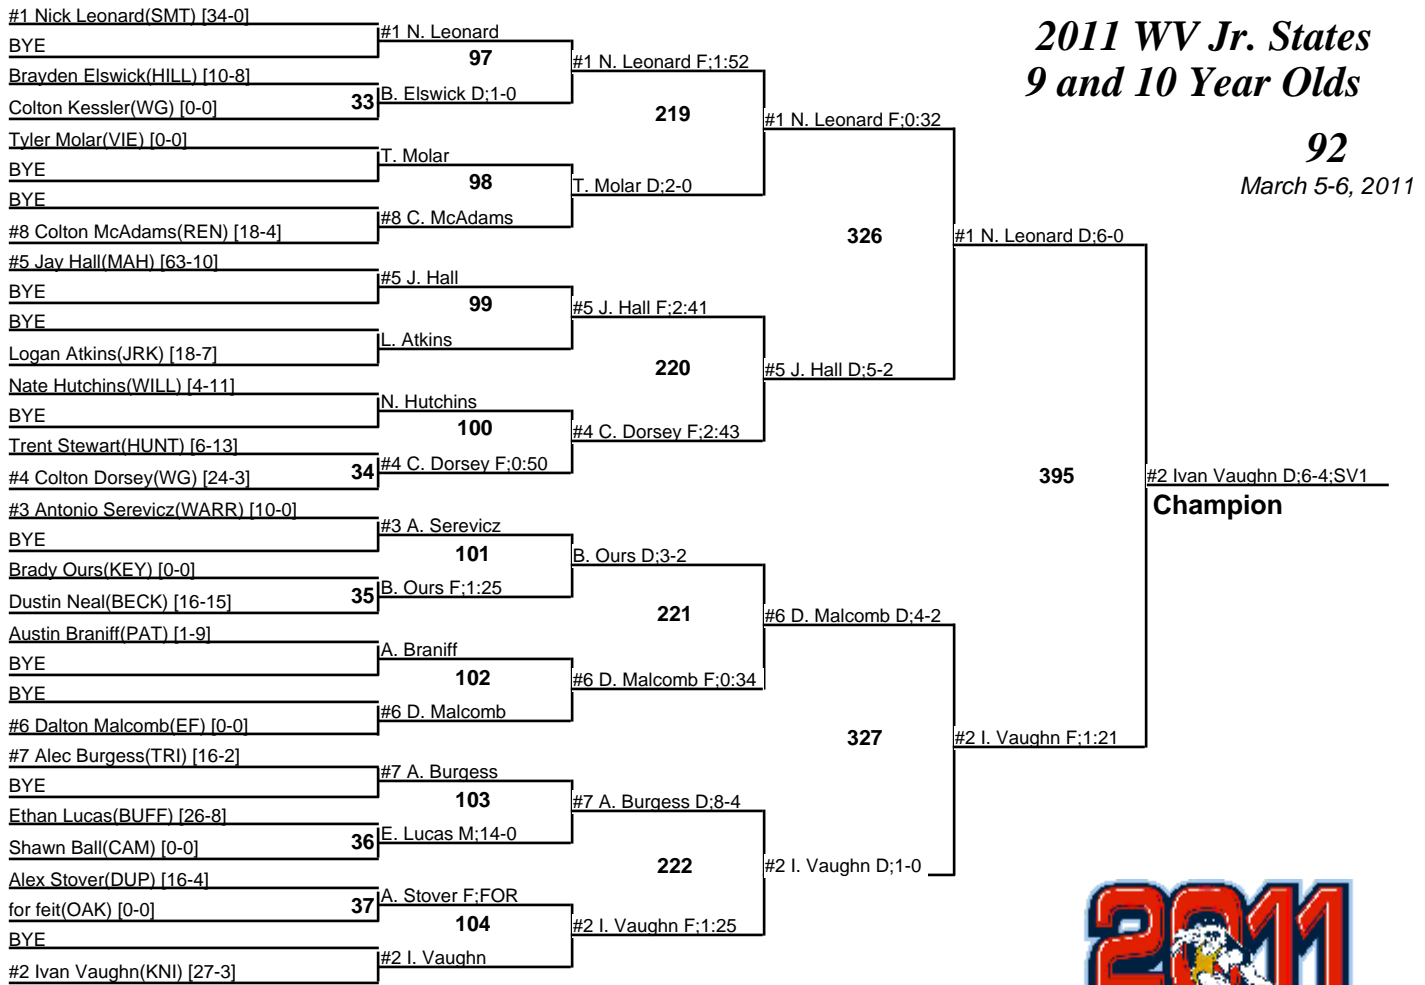 2011 WV Jr. States
9 and 10 Year Olds
92
March 5-6, 2011
#1 Nick Leonard(SMT) [34-0]
BYE
Brayden Elswick(HILL) [10-8]
Colton Kessler(WG) [0-0]
Tyler Molar(VIE) [0-0]
BYE
BYE
#8 Colton McAdams(REN) [18-4]
#5 Jay Hall(MAH) [63-10]
BYE
BYE
Logan Atkins(JRK) [18-7]
Nate Hutchins(WILL) [4-11]
BYE
Trent Stewart(HUNT) [6-13]
#4 Colton Dorsey(WG) [24-3]
#3 Antonio Serevicz(WARR) [10-0]
BYE
Brady Ours(KEY) [0-0]
Dustin Neal(BECK) [16-15]
Austin Braniff(PAT) [1-9]
BYE
BYE
#6 Dalton Malcomb(EF) [0-0]
#7 Alec Burgess(TRI) [16-2]
BYE
Ethan Lucas(BUFF) [26-8]
Shawn Ball(CAM) [0-0]
Alex Stover(DUP) [16-4]
for feit(OAK) [0-0]
BYE
#2 Ivan Vaughn(KNI) [27-3]
33
34
35
36
37
#1 N. Leonard
97
B. Elswick D;1-0
T. Molar
98
#8 C. McAdams
#5 J. Hall
99
L. Atkins
N. Hutchins
100
#4 C. Dorsey F;0:50
#3 A. Serevicz
101
B. Ours F;1:25
A. Braniff
102
#6 D. Malcomb
#7 A. Burgess
103
E. Lucas M;14-0
A. Stover F;FOR
104
#2 I. Vaughn
#1 N. Leonard F;1:52
219
T. Molar D;2-0
#5 J. Hall F;2:41
220
#4 C. Dorsey F;2:43
B. Ours D;3-2
221
#6 D. Malcomb F;0:34
#7 A. Burgess D;8-4
222
#2 I. Vaughn F;1:25
#1 N. Leonard F;0:32
326
#5 J. Hall D;5-2
#6 D. Malcomb D;4-2
327
#2 I. Vaughn D;1-0
#1 N. Leonard D;6-0
395
#2 I. Vaughn F;1:21
#2 Ivan Vaughn D;6-4;SV1
Champion
2011